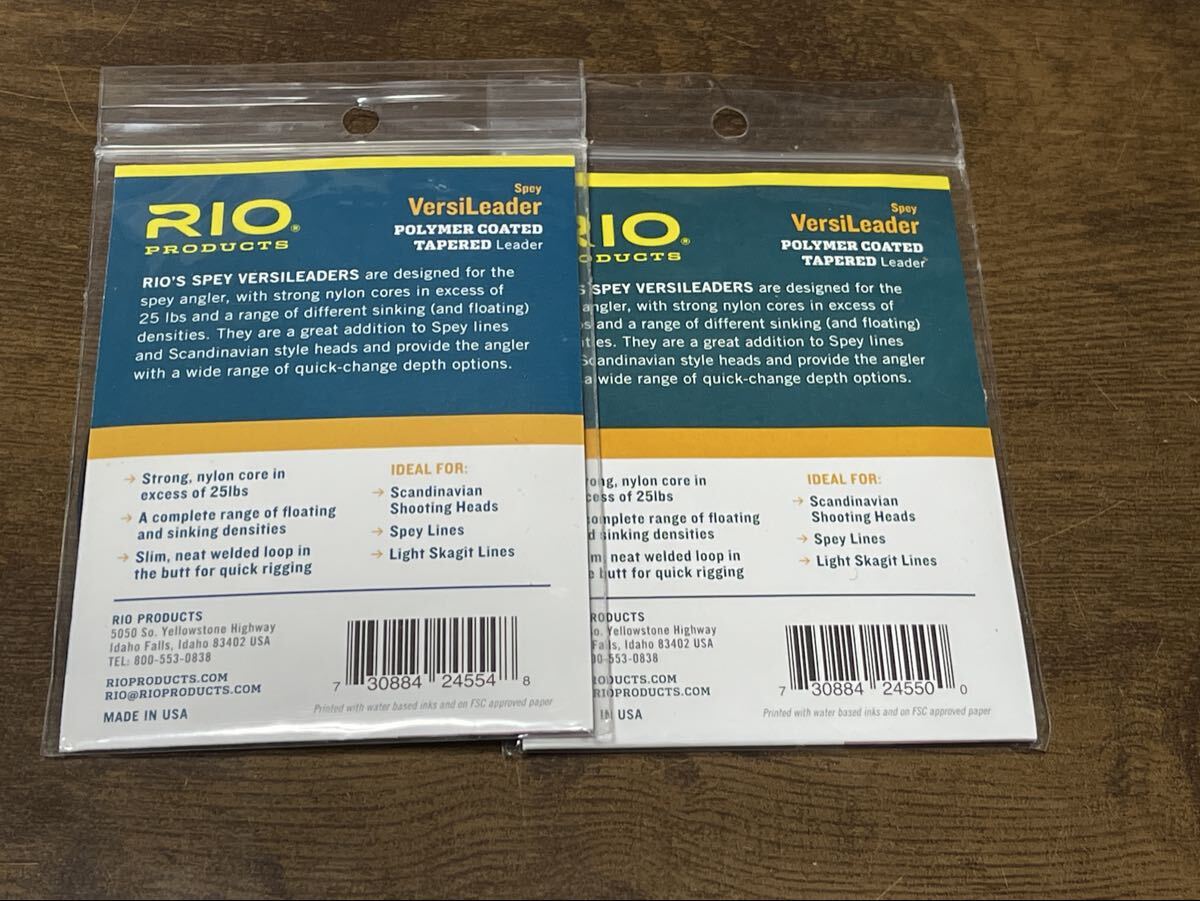 RIO®
PRODUCTS
Spey
VersiLeader
POLYMER COATED
TAPERED Leader
RIO'S SPEY VERSILEADERS are designed for the
spey angler, with strong nylon cores in excess of
25 lbs and a range of different sinking (and floating)
densities. They are a great addition to Spey lines
and Scandinavian style heads and provide the angler
with a wide range of quick-change depth options.
→ Strong, nylon core in
excess of 25lbs
→ A complete range of floating
and sinking densities
→ Slim, neat welded loop in
the butt for quick rigging
IDEAL FOR:
→ Scandinavian
Shooting Heads
→ Spey Lines
→ Light Skagit Lines
RIO PRODUCTS
5050 So. Yellowstone Highway
Idaho Falls, Idaho 83402 USA
TEL: 800-553-0838
RIOPRODUCTS.COM
RIO@RIOPRODUCTS.COM
MADE IN USA
7 30884 24554 8
Printed with water based inks and on FSC approved paper
RIO®
DUCTS
Spey
VersiLeader
POLYMER COATED
TAPERED Leader
SPEY VERSILEADERS are designed for the
angler, with strong nylon cores in excess of
and a range of different sinking (and floating)
es. They are a great addition to Spey lines
Scandinavian style heads and provide the angler
a wide range of quick-change depth options.
ong, nylon core in
cess of 25lbs
complete range of floating
d sinking densities
m, neat welded loop in
e butt for quick rigging
IDEAL FOR:
→ Scandinavian
Shooting Heads
→ Spey Lines
→ Light Skagit Lines
RODUCTS
o. Yellowstone Highway
Falls, Idaho 83402 USA
00-553-0838
ODUCTS.COM
RIOPRODUCTS.COM
IN USA
7 30884 24550 0
Printed with water based inks and on FSC approved paper